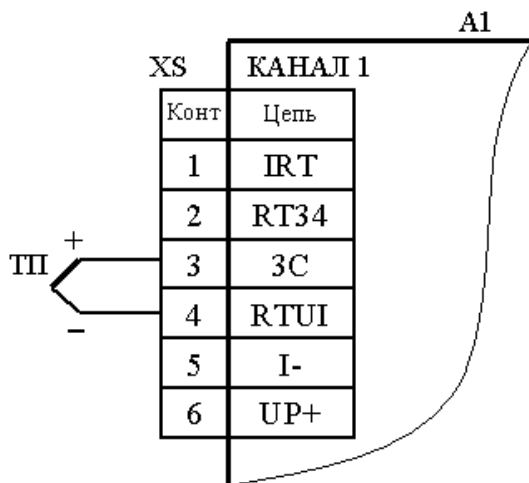 A1
XS КАНАЛ 1
Конт Цепь
1 IRT
2 RT34
+
ТП
3 3C
4 RTUI
–
5 I-
6 UP+